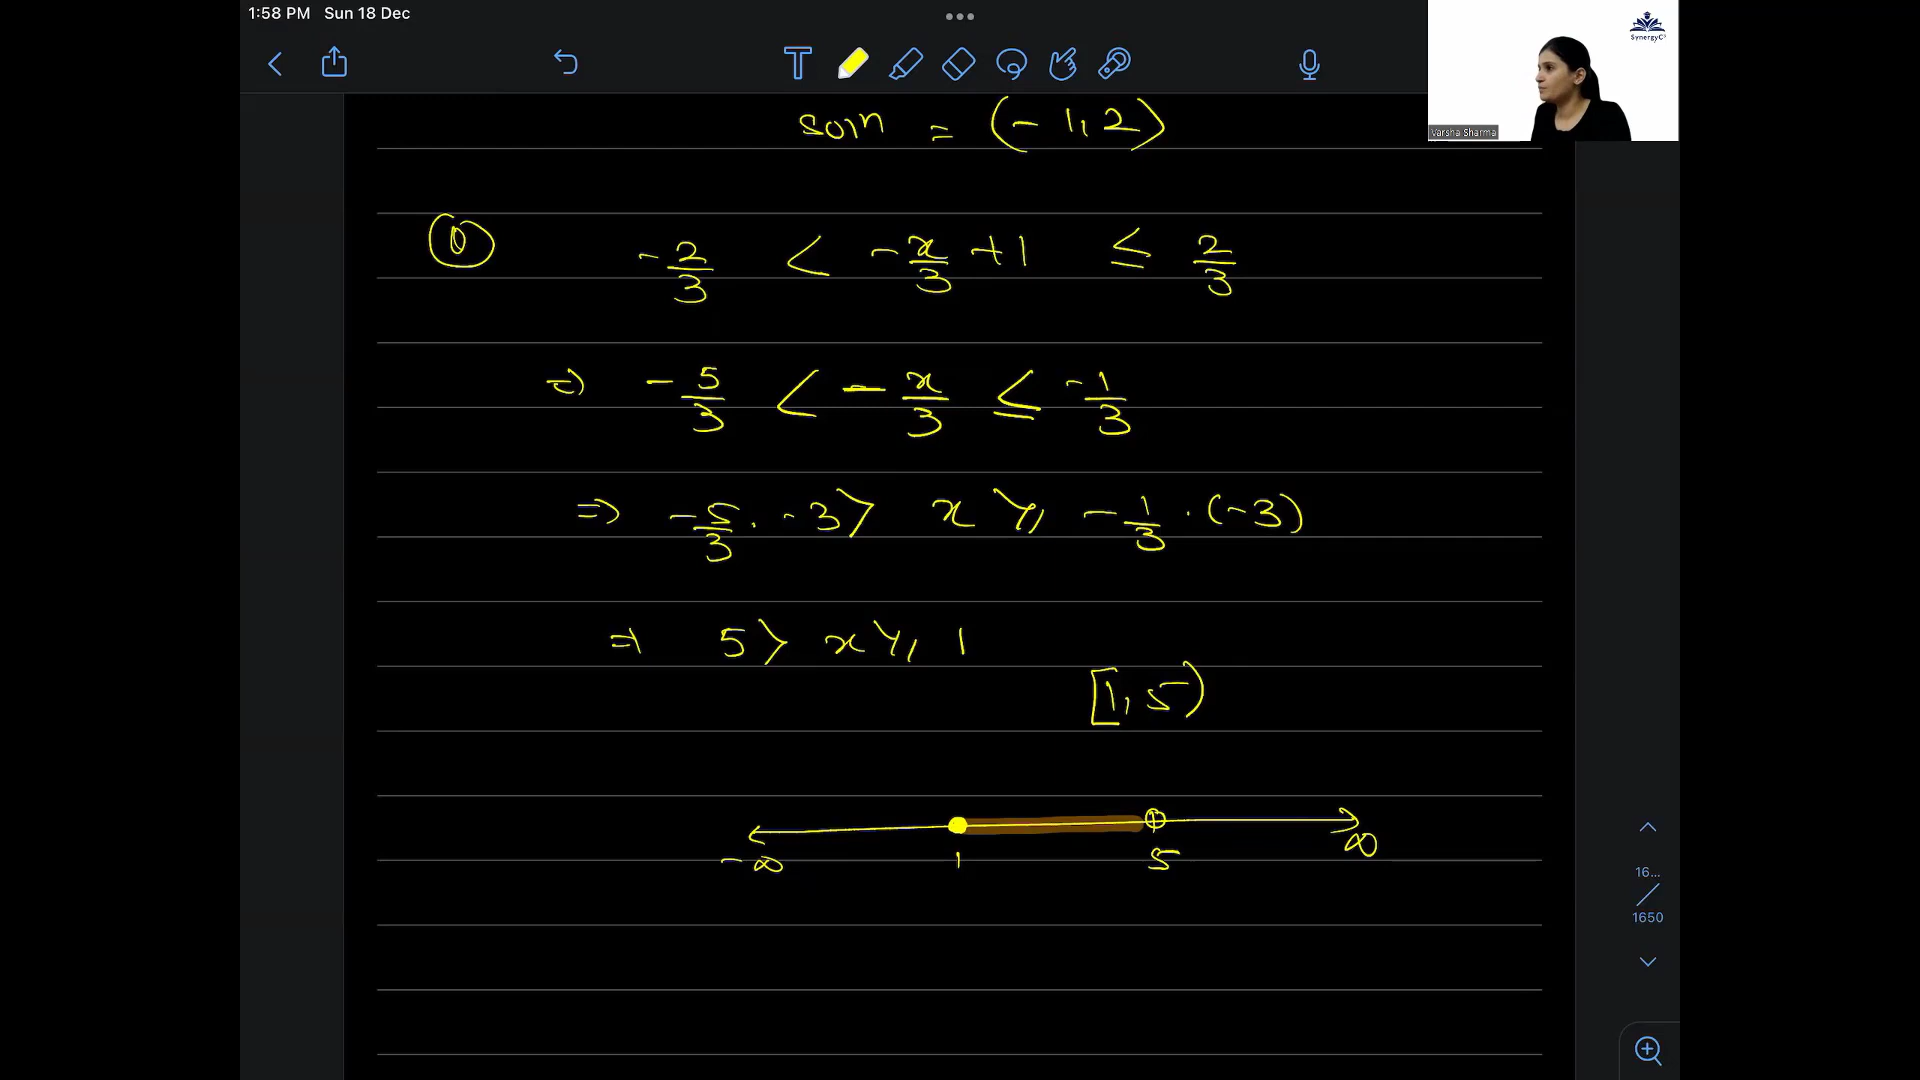 1:58 PM Sun 18 Dec
SynergyC²
Varsha Sharma
soln = (-1, 2)
-2/3 < -x/3 + 1 ≤ 2/3
⇒ -5/3 < -x/3 ≤ -1/3
⇒ -5/3 . -3 > x ≥ -1/3 . (-3)
⇒ 5 > x ≥ 1
[1, 5)
-∞ 1 5 ∞
16...
1650